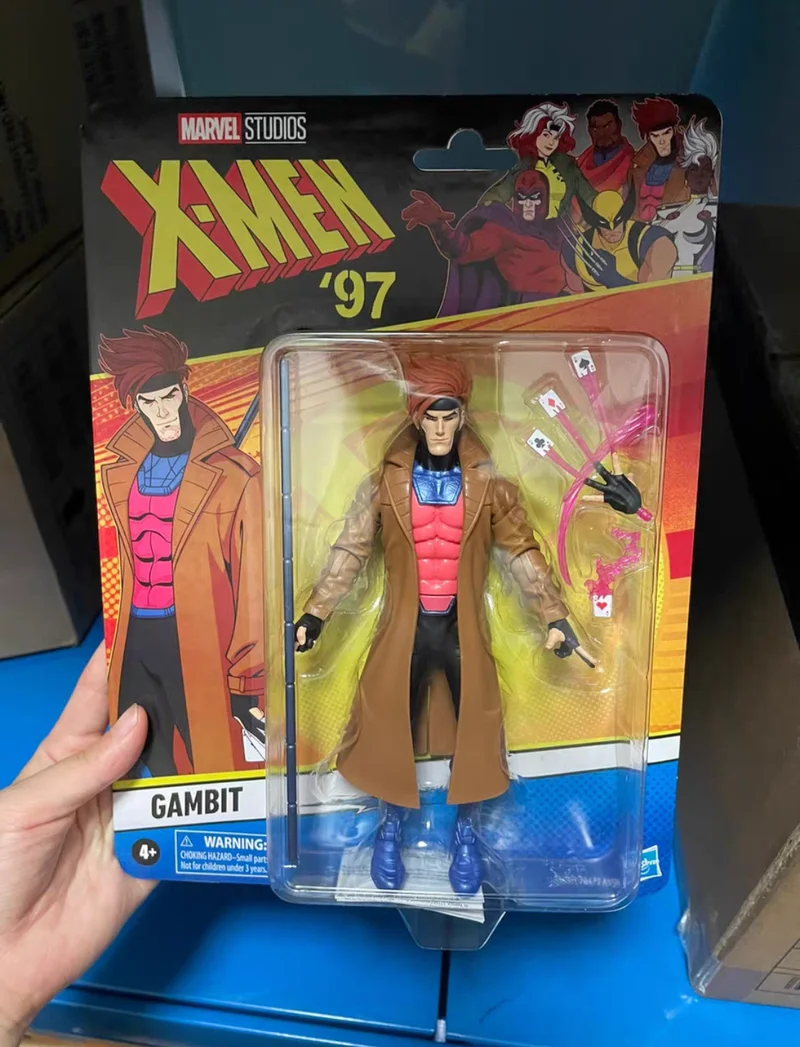 MARVEL STUDIOS
X-MEN
'97
GAMBIT
4+
WARNING:
CHOKING HAZARD–Small parts
Not for children under 3 years.